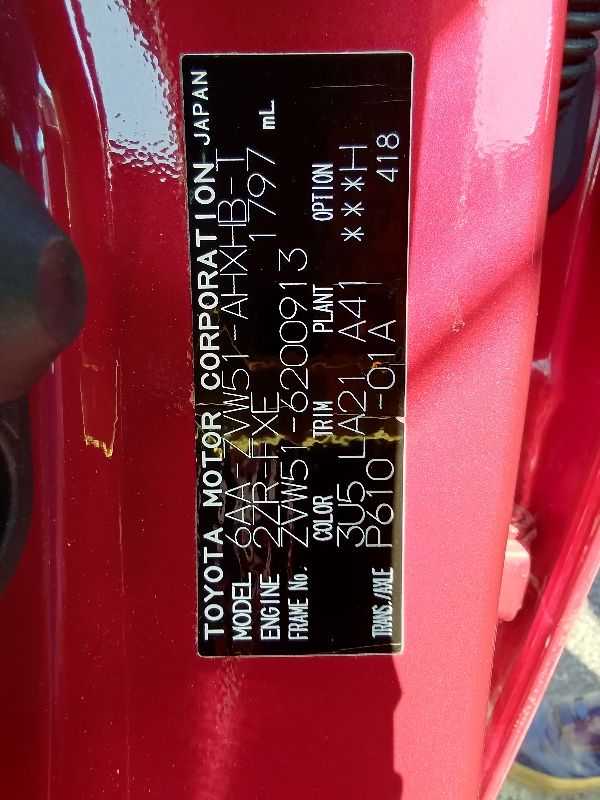 TOYOTA MOTOR CORPORATION JAPAN
MODEL 6AA-ZVW51-AHXHB-T
ENGINE 2ZR-FXE 1797 mL
FRAME No. ZVW51-6200913
COLOR TRIM PLANT OPTION
3U5 LA21 A41 ***H
TRANS./AXLE P610 -01A 418